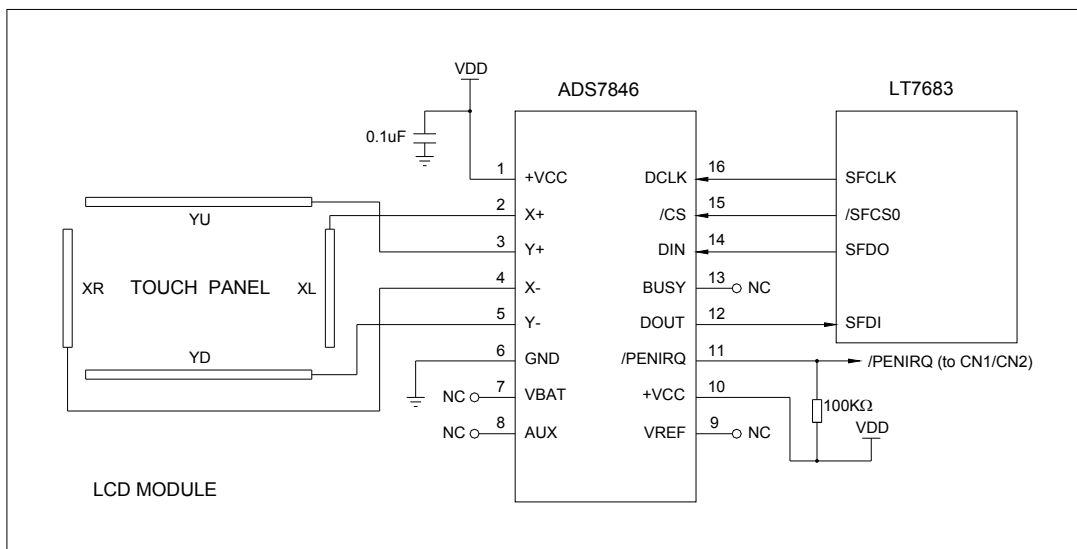 VDD
ADS7846
LT7683
0.1uF
1 +VCC DCLK 16 SFCLK
2 X+ /CS 15 /SFCS0
YU
3 Y+ DIN 14 SFDO
XR TOUCH PANEL XL
4 X- BUSY 13 NC
5 Y- DOUT 12 SFDI
YD
6 GND /PENIRQ 11 /PENIRQ (to CN1/CN2)
NC 7 VBAT +VCC 10
100KΩ
VDD
NC 8 AUX VREF 9 NC
LCD MODULE